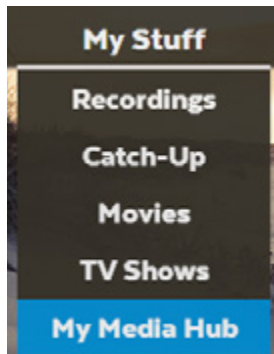 My Stuff
Recordings
Catch-Up
Movies
TV Shows
My Media Hub